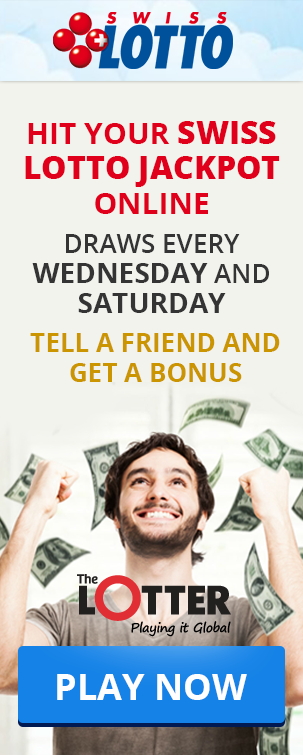 SWISS
LOTTO
HIT YOUR SWISS
LOTTO JACKPOT
ONLINE
DRAWS EVERY
WEDNESDAY AND
SATURDAY
TELL A FRIEND AND
GET A BONUS
The
LOTTER
Playing it Global
PLAY NOW